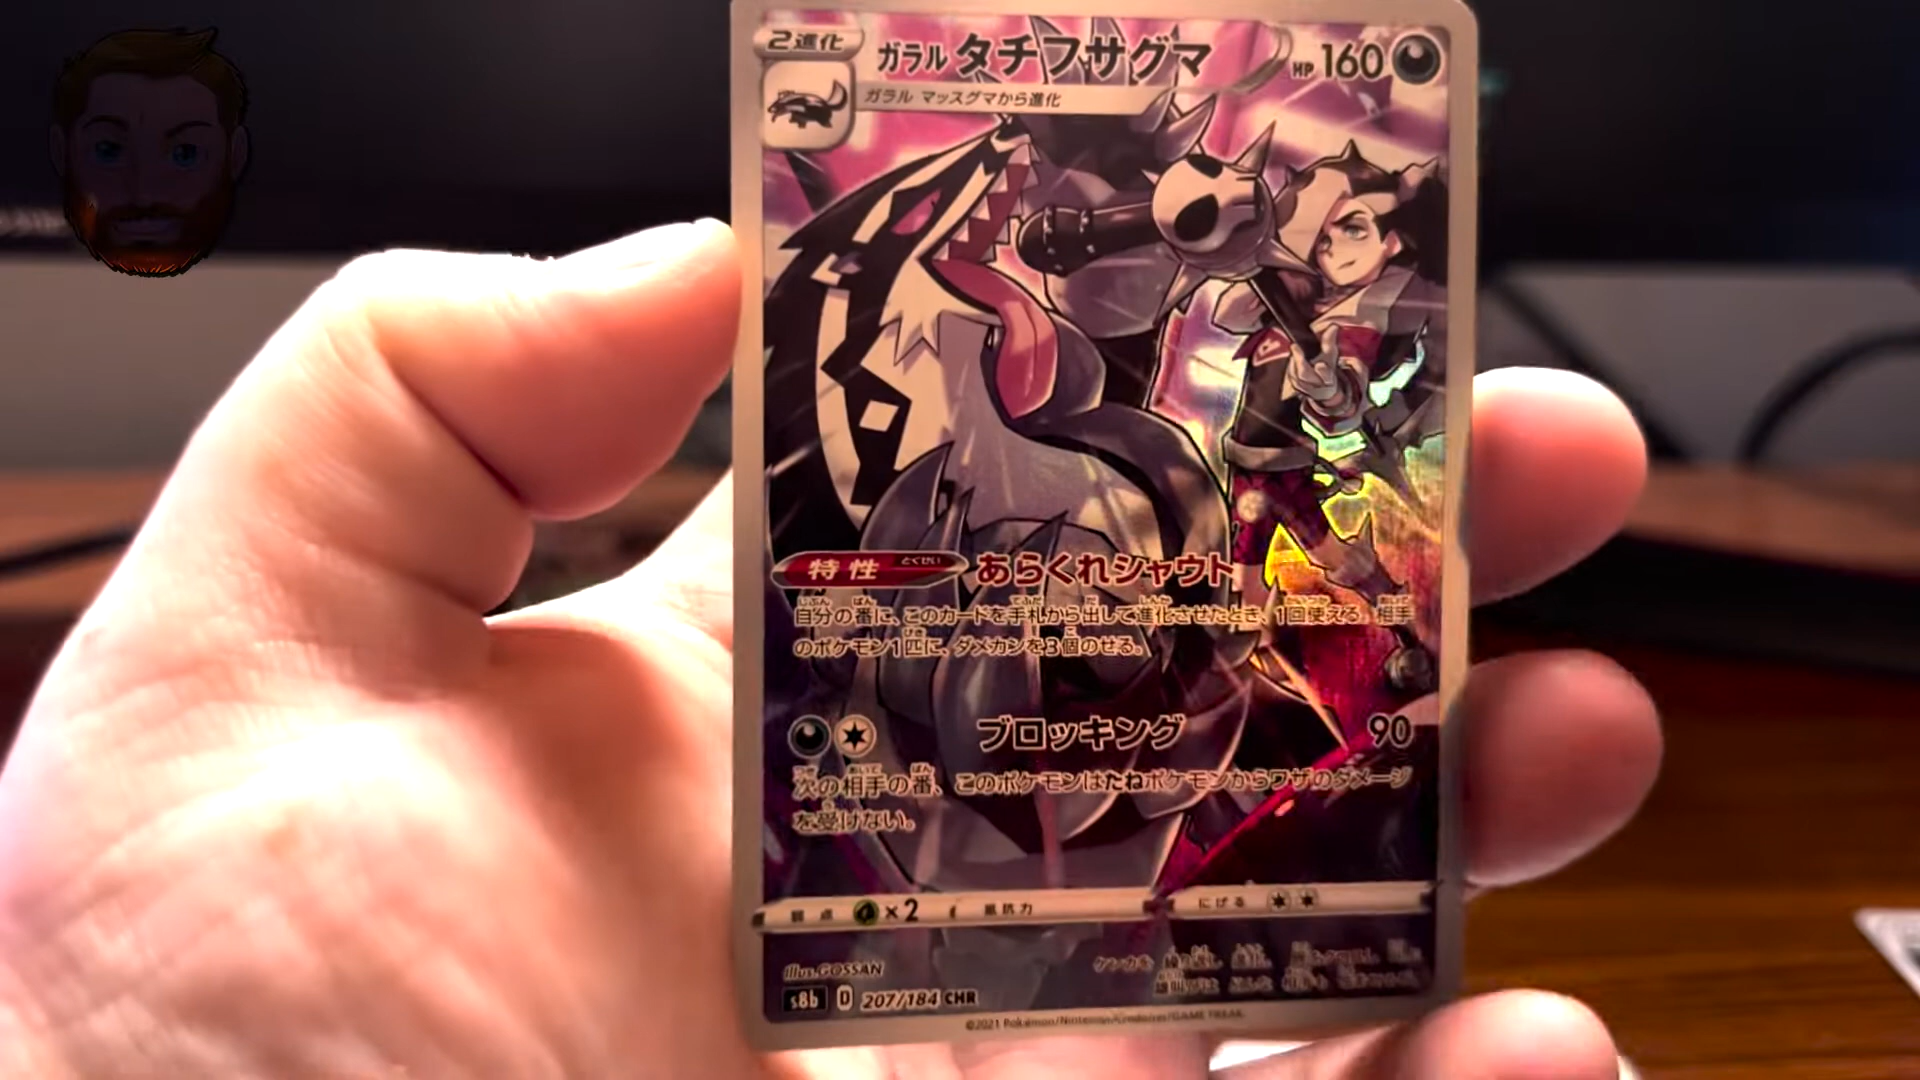 2進化
ガラル タチフサグマ HP 160
ガラル マッスグマから進化
特性 とくせい あらくれシャウト
自分の番に、このカードを手札から出して進化させたとき、1回使える。相手
のポケモン1匹に、ダメカンを3個のせる。
ブロッキング 90
次の相手の番、このポケモンはたねポケモンからワザのダメージ
を受けない。
弱点 ×2 抵抗力 にげる
illus. GOSSAN
s8b D 207/184 CHR
©2021 Pokémon/Nintendo/Creatures/GAME FREAK